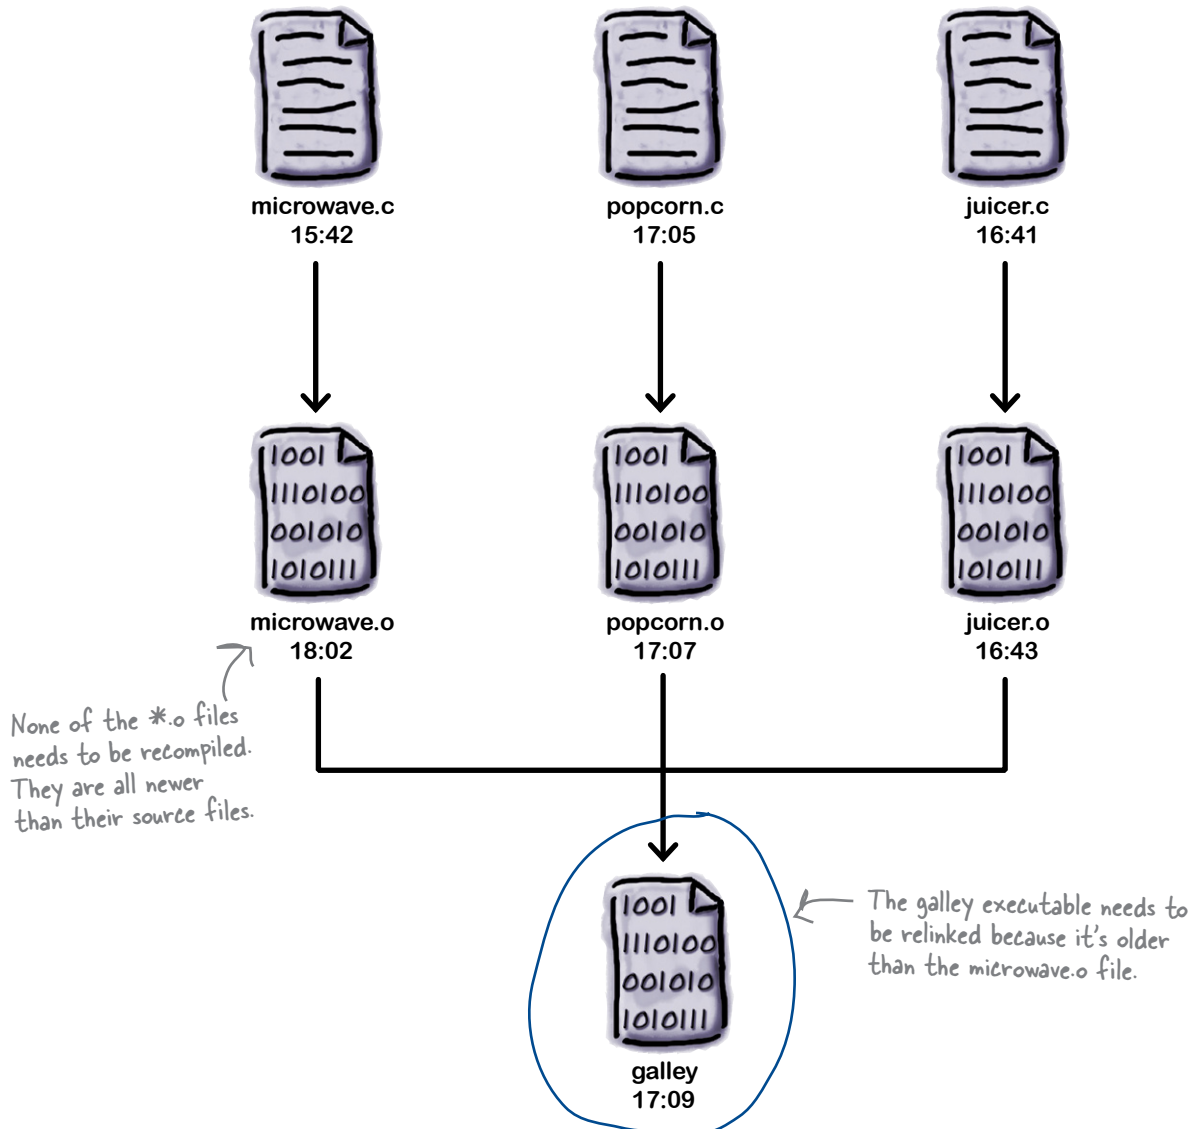 microwave.c
15:42
popcorn.c
17:05
juicer.c
16:41
1001
1110100
001010
1010111
1001
1110100
001010
1010111
1001
1110100
001010
1010111
microwave.o
18:02
popcorn.o
17:07
juicer.o
16:43
None of the *.o files
needs to be recompiled.
They are all newer
than their source files.
1001
1110100
001010
1010111
The galley executable needs to
be relinked because it's older
than the microwave.o file.
galley
17:09